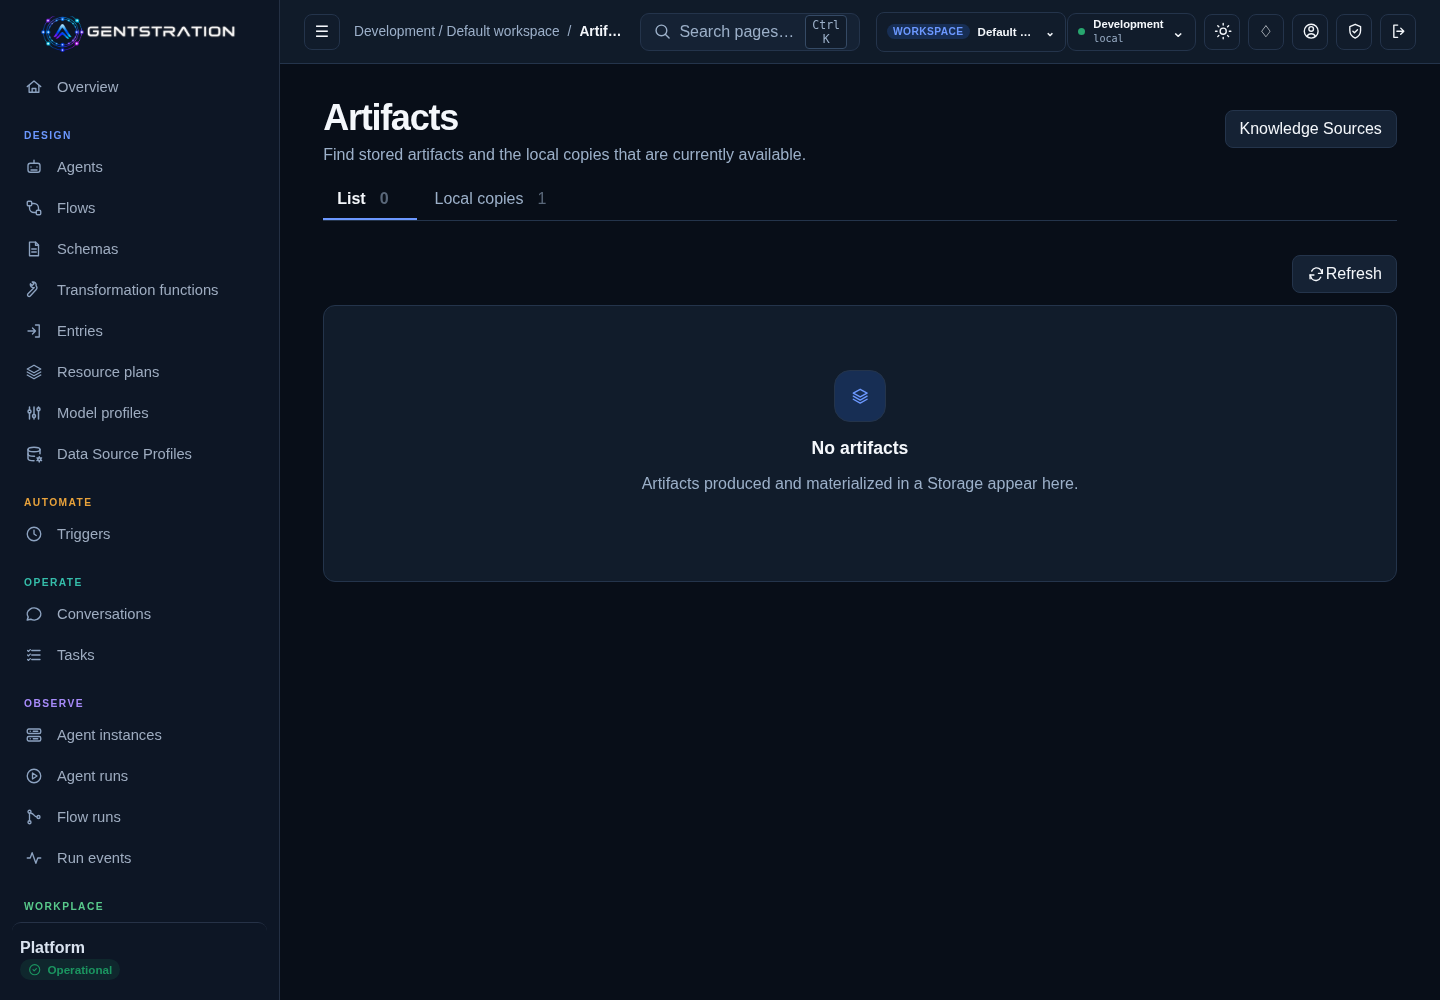 GENTSTRATION
Overview
DESIGN
Agents
Flows
Schemas
Transformation functions
Entries
Resource plans
Model profiles
Data Source Profiles
AUTOMATE
Triggers
OPERATE
Conversations
Tasks
OBSERVE
Agent instances
Agent runs
Flow runs
Run events
WORKPLACE
Platform
Operational
Development / Default workspace / Artif…
Search pages…
Ctrl
K
WORKSPACE Default …
Development
local
Artifacts
Find stored artifacts and the local copies that are currently available.
Knowledge Sources
List 0 Local copies 1
Refresh
No artifacts
Artifacts produced and materialized in a Storage appear here.